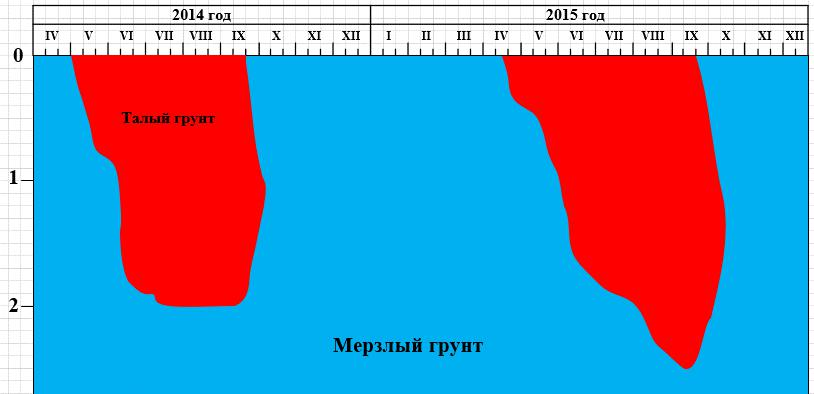 2014 год 2015 год
IV V VI VII VIII IX X XI XII I II III IV V VI VII VIII IX X XI XII
0
Талый грунт
1
2
Мерзлый грунт